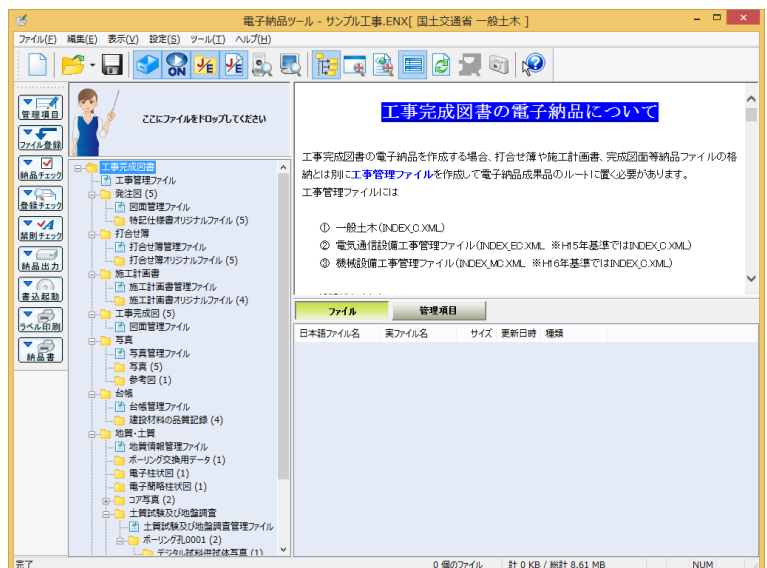 電子納品ツール - サンプル工事.ENX[ 国土交通省 一般土木 ]
ファイル(F) 編集(E) 表示(V) 設定(S) ツール(T) ヘルプ(H)
ON
管理項目
ファイル登録
納品チェック
登録チェック
禁則チェック
納品出力
書込起動
ラベル印刷
納品書
ここにファイルをドロップしてください
工事完成図書
工事管理ファイル
発注図 (5)
図面管理ファイル
特記仕様書オリジナルファイル (5)
打合せ簿
打合せ簿管理ファイル
打合せ簿オリジナルファイル (5)
施工計画書
施工計画書管理ファイル
施工計画書オリジナルファイル (4)
工事完成図 (5)
図面管理ファイル
写真
写真管理ファイル
写真 (5)
参考図 (1)
台帳
台帳管理ファイル
建設材料の品質記録 (4)
地質・土質
地質情報管理ファイル
ボーリング交換用データ (1)
電子柱状図 (1)
電子簡略柱状図 (1)
コア写真 (2)
土質試験及び地盤調査
土質試験及び地盤調査管理ファイル
ボーリング孔0001 (2)
デジタル試料供試体写真 (1)
工事完成図書の電子納品について
工事完成図書の電子納品を作成する場合、打合せ簿や施工計画書、完成図面等納品ファイルの格
納とは別に工事管理ファイルを作成して電子納品成果品のルートに置く必要があります。
工事管理ファイルには
① 一般土木(INDEX_C.XML)
② 電気通信設備工事管理ファイル(INDEX_EC.XML ※H15年基準ではINDEX_C.XML)
③ 機械設備工事管理ファイル(INDEX_MC.XML ※H16年基準ではINDEX_C.XML)
ファイル 管理項目
日本語ファイル名 実ファイル名 サイズ 更新日時 種類
完了 0 個のファイル 計 0 KB / 総計 8.61 MB NUM